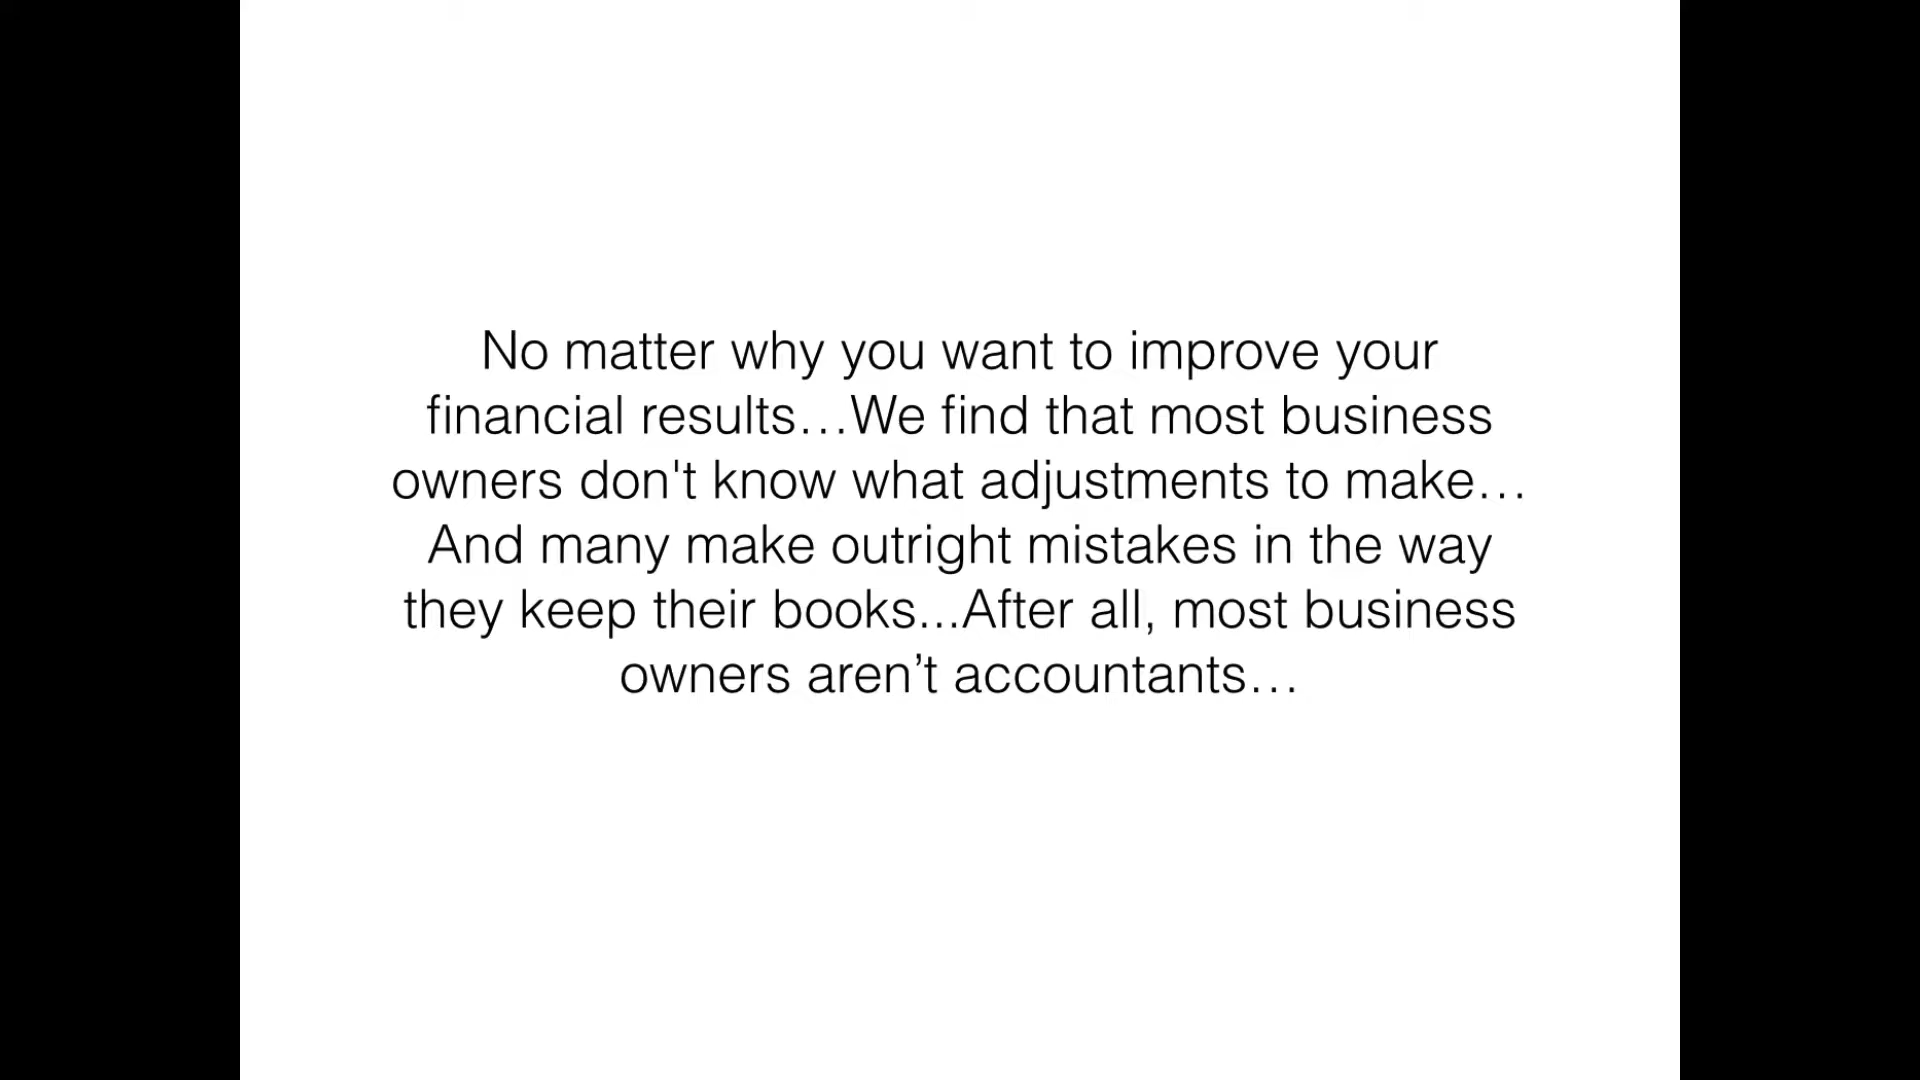 No matter why you want to improve your
financial results…We find that most business
owners don't know what adjustments to make…
And many make outright mistakes in the way
they keep their books...After all, most business
owners aren’t accountants…